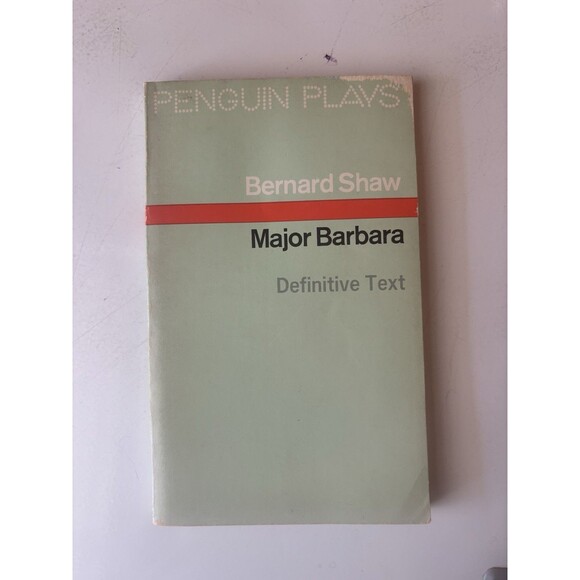 PENGUIN PLAYS
Bernard Shaw
Major Barbara
Definitive Text